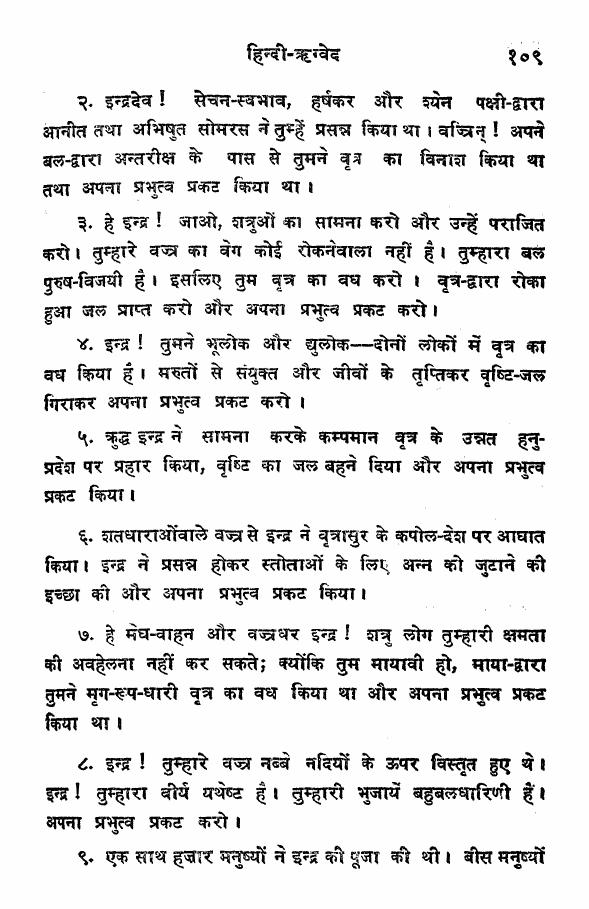 हिन्दी-ऋग्वेद १०९
२. इन्द्रदेव ! सेचन-स्वभाव, हर्षकर और श्येन पक्षी-द्वारा
आनीत तथा अभिषुत सोमरस ने तुम्हें प्रसन्न किया था । वज्रिन् ! अपने
बल-द्वारा अन्तरीक्ष के पास से तुमने वृत्र का विनाश किया था
तथा अपना प्रभुत्व प्रकट किया था ।
३. हे इन्द्र ! जाओ, शत्रुओं का सामना करो और उन्हें पराजित
करो। तुम्हारे वज्र का वेग कोई रोकनेवाला नहीं है। तुम्हारा बल
पुरुष-विजयी है। इसलिए तुम वृत्र का वध करो । वृत्र-द्वारा रोका
हुआ जल प्राप्त करो और अपना प्रभुत्व प्रकट करो।
४. इन्द्र ! तुमने भूलोक और द्युलोक—दोनों लोकों में वृत्र का
वध किया है। मरुतों से संयुक्त और जीवों के तृप्तिकर वृष्टि-जल
गिराकर अपना प्रभुत्व प्रकट करो ।
५. क्रुद्ध इन्द्र ने सामना करके कम्पमान वृत्र के उन्नत हनु-
प्रदेश पर प्रहार किया, वृष्टि का जल बहने दिया और अपना प्रभुत्व
प्रकट किया।
६. शतधाराओंवाले वज्र से इन्द्र ने वृत्रासुर के कपोल-देश पर आघात
किया। इन्द्र ने प्रसन्न होकर स्तोताओं के लिए अन्न को जुटाने की
इच्छा की और अपना प्रभुत्व प्रकट किया।
७. हे मेघ-वाहन और वज्रधर इन्द्र ! शत्रु लोग तुम्हारी क्षमता
की अवहेलना नहीं कर सकते; क्योंकि तुम मायावी हो, माया-द्वारा
तुमने मृग-रूप-धारी वृत्र का वध किया था और अपना प्रभुत्व प्रकट
किया था ।
८. इन्द्र ! तुम्हारे वज्र नब्बे नदियों के ऊपर विस्तृत हुए थे।
इन्द्र ! तुम्हारा वीर्य यथेष्ट है। तुम्हारी भुजायें बहुबलधारिणी हैं।
अपना प्रभुत्व प्रकट करो ।
९. एक साथ हज़ार मनुष्यों ने इन्द्र की पूजा की थी। बीस मनुष्यों